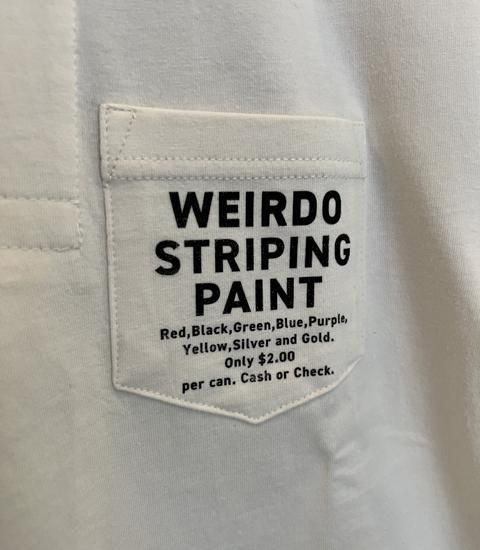 WEIRDO
STRIPING
PAINT
Red,Black,Green,Blue,Purple,
Yellow,Silver and Gold.
Only $2.00
per can. Cash or Check.